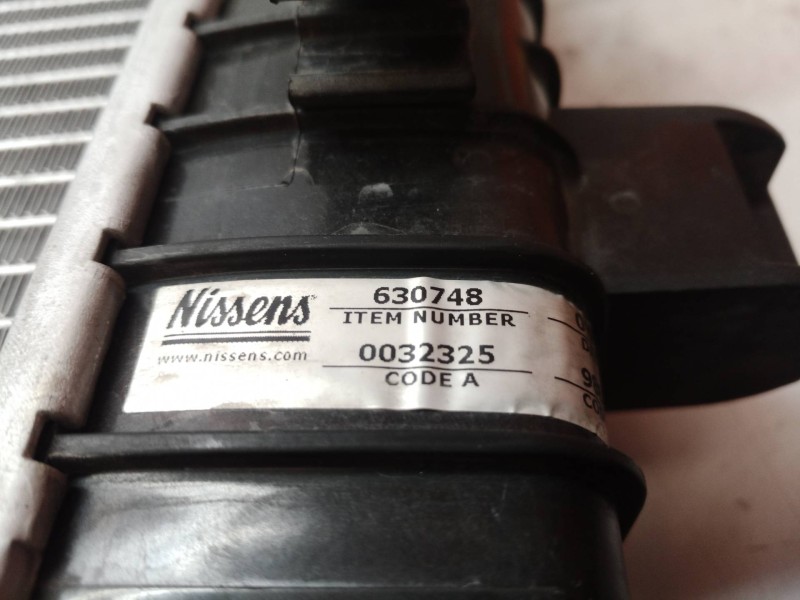 Nissens
www.nissens.com
630748
ITEM NUMBER
0032325
CODE A